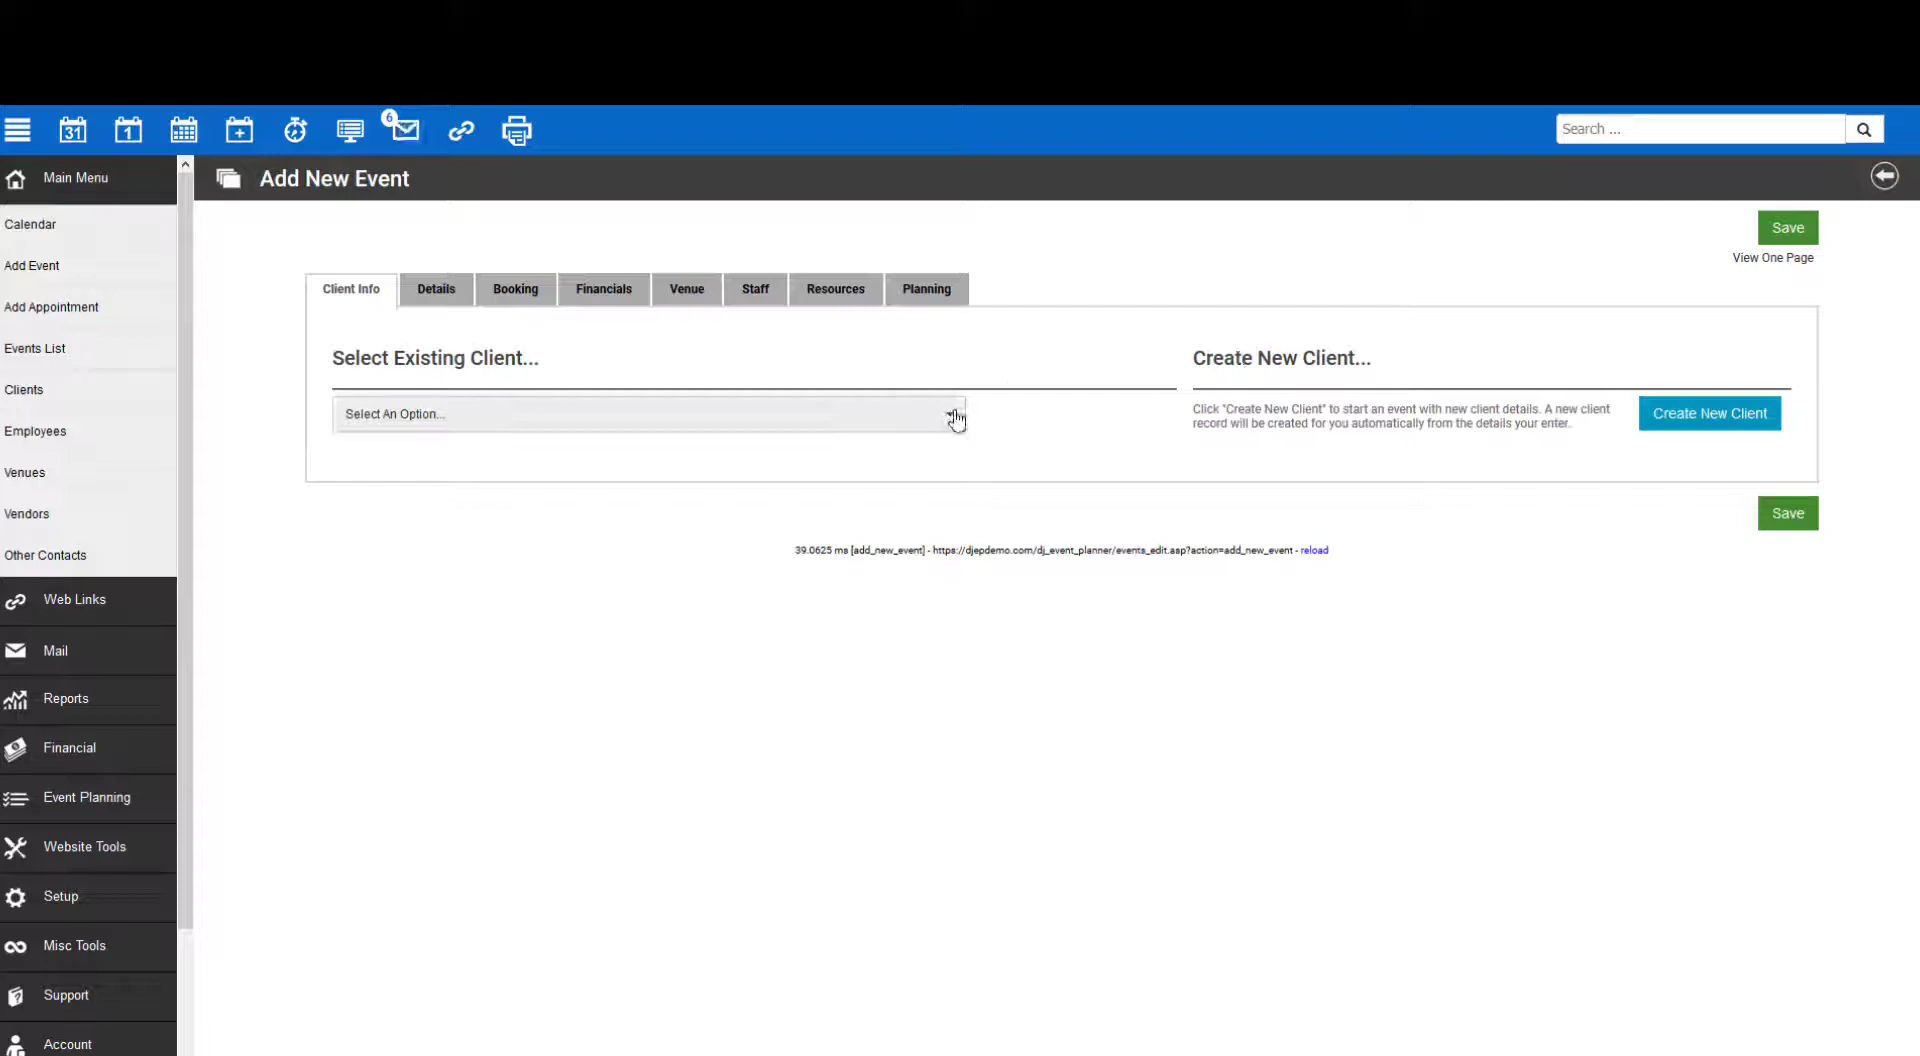 31
1
6
Search ...
Main Menu
Add New Event
Calendar
Add Event
Add Appointment
Events List
Clients
Employees
Venues
Vendors
Other Contacts
Web Links
Mail
Reports
Financial
Event Planning
Website Tools
Setup
Misc Tools
Support
Account
Save
View One Page
Client Info
Details
Booking
Financials
Venue
Staff
Resources
Planning
Select Existing Client...
Select An Option...
Create New Client...
Click "Create New Client" to start an event with new client details. A new client
record will be created for you automatically from the details your enter.
Create New Client
Save
39.0625 ms [add_new_event] - https://djepdemo.com/dj_event_planner/events_edit.asp?action=add_new_event - reload